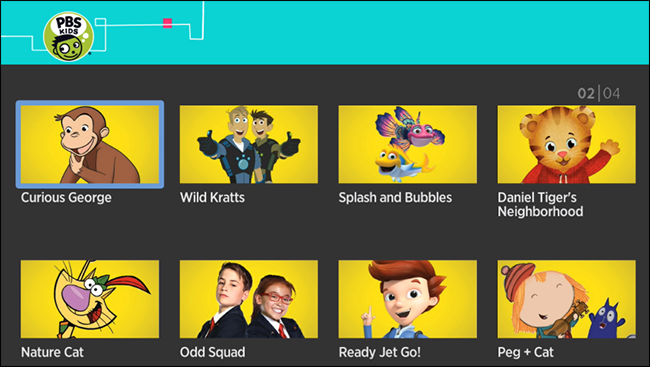 PBS
KIDS
02|04
Curious George
Wild Kratts
Splash and Bubbles
Daniel Tiger's
Neighborhood
Nature Cat
Odd Squad
Ready Jet Go!
Peg + Cat